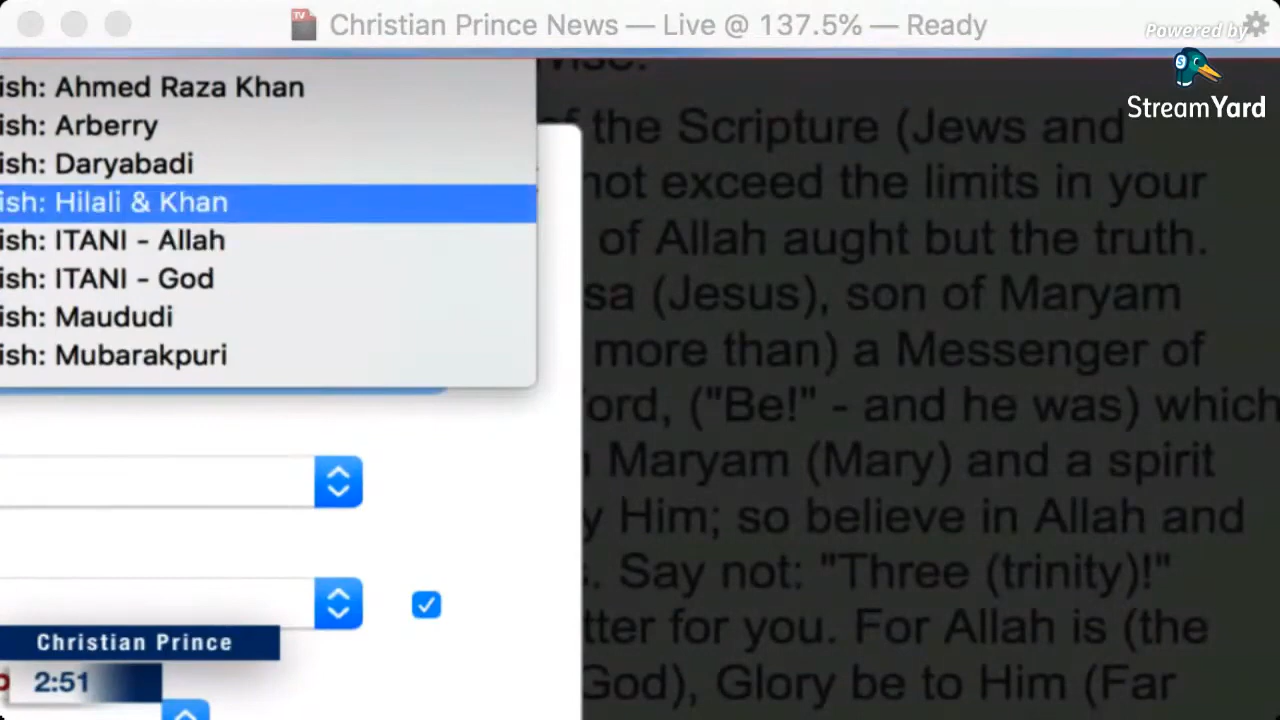 Christian Prince News — Live @ 137.5% — Ready
Powered by
StreamYard
ish: Ahmed Raza Khan
ish: Arberry
ish: Daryabadi
ish: Hilali & Khan
ish: ITANI - Allah
ish: ITANI - God
ish: Maududi
ish: Mubarakpuri
of the Scripture (Jews and
not exceed the limits in your
of Allah aught but the truth.
sa (Jesus), son of Maryam
more than) a Messenger of
ord, ("Be!" - and he was) which
Maryam (Mary) and a spirit
y Him; so believe in Allah and
. Say not: "Three (trinity)!"
tter for you. For Allah is (the
God), Glory be to Him (Far
Christian Prince
2:51